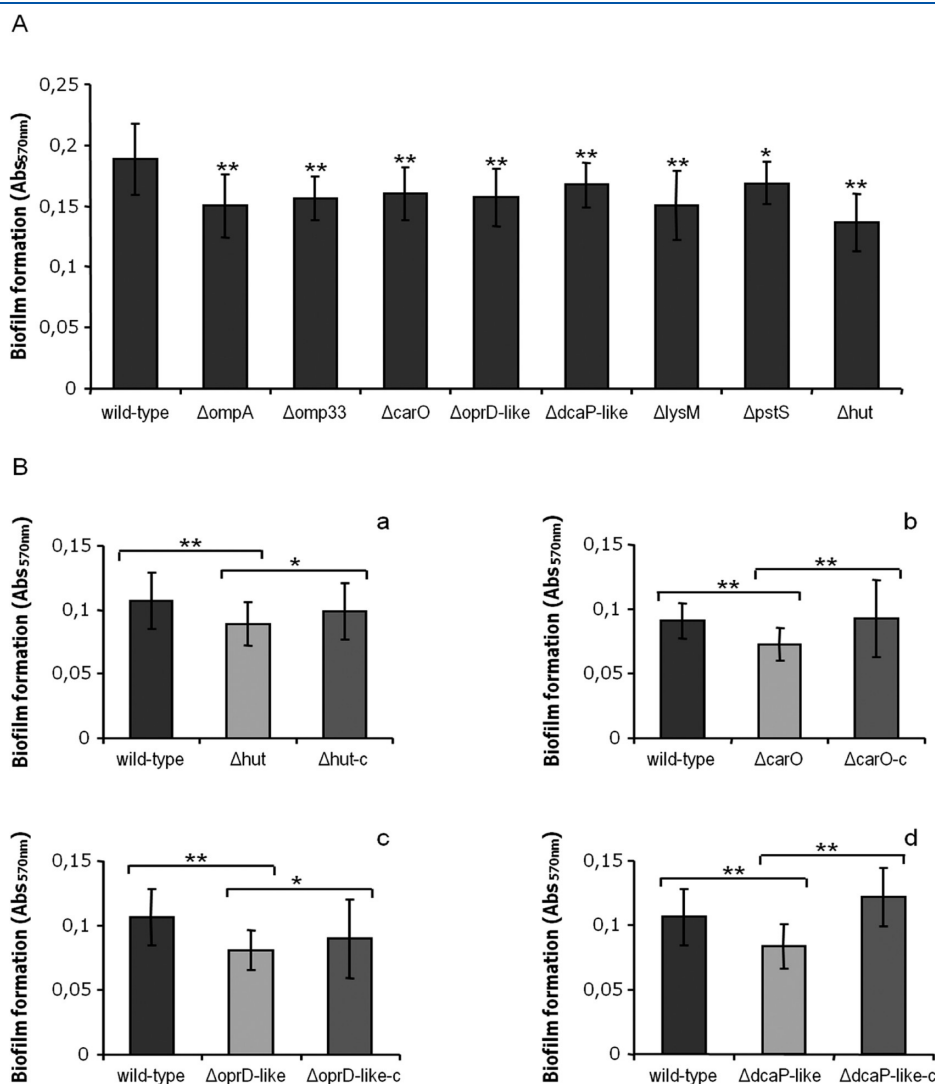 A
Biofilm formation (Abs570nm)
0,25
0,2
0,15
0,1
0,05
0
** ** ** ** ** ** * **
wild-type ΔompA Δomp33 ΔcarO ΔoprD-like ΔdcaP-like ΔlysM ΔpstS Δhut
B
a
Biofilm formation (Abs570nm)
0,15
0,1
0,05
0
**
*
wild-type Δhut Δhut-c
b
Biofilm formation (Abs570nm)
0,15
0,1
0,05
0
**
**
wild-type ΔcarO ΔcarO-c
c
Biofilm formation (Abs570nm)
0,15
0,1
0,05
0
**
*
wild-type ΔoprD-like ΔoprD-like-c
d
Biofilm formation (Abs570nm)
0,15
0,1
0,05
0
**
**
wild-type ΔdcaP-like ΔdcaP-like-c